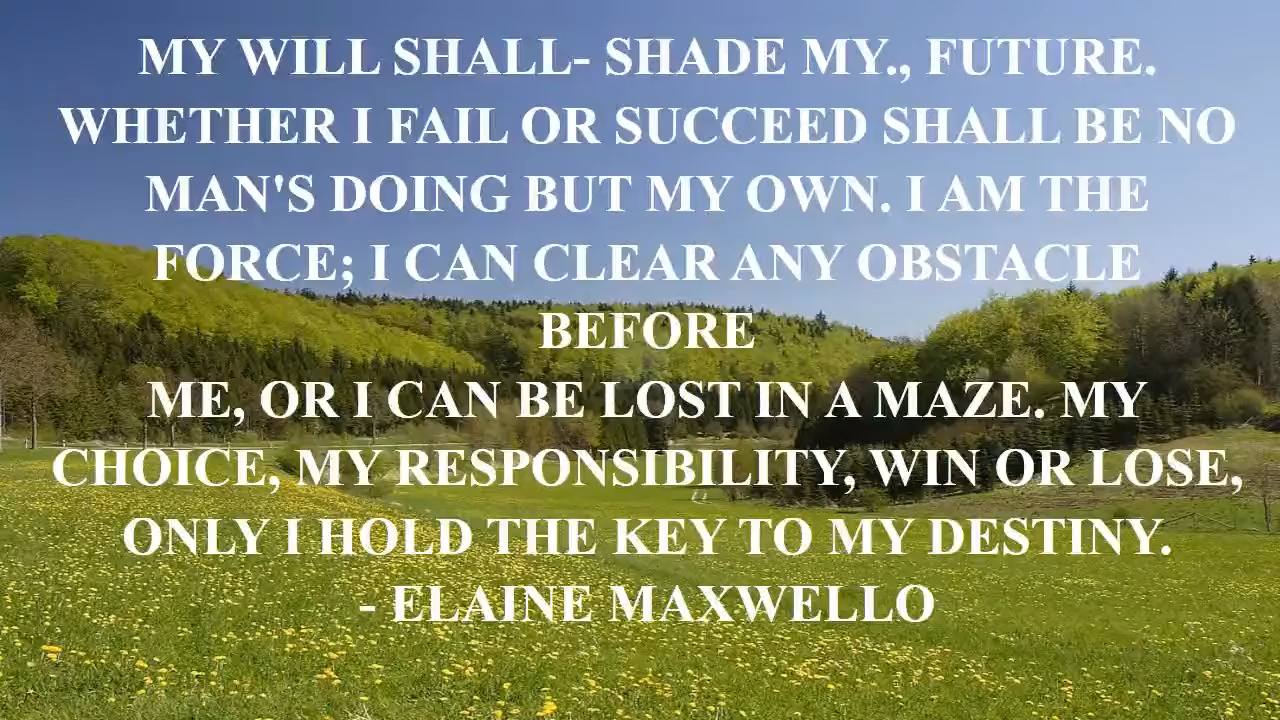 MY WILL SHALL- SHADE MY., FUTURE.
WHETHER I FAIL OR SUCCEED SHALL BE NO
MAN'S DOING BUT MY OWN. I AM THE
FORCE; I CAN CLEAR ANY OBSTACLE
BEFORE
ME, OR I CAN BE LOST IN A MAZE. MY
CHOICE, MY RESPONSIBILITY, WIN OR LOSE,
ONLY I HOLD THE KEY TO MY DESTINY.
- ELAINE MAXWELLO